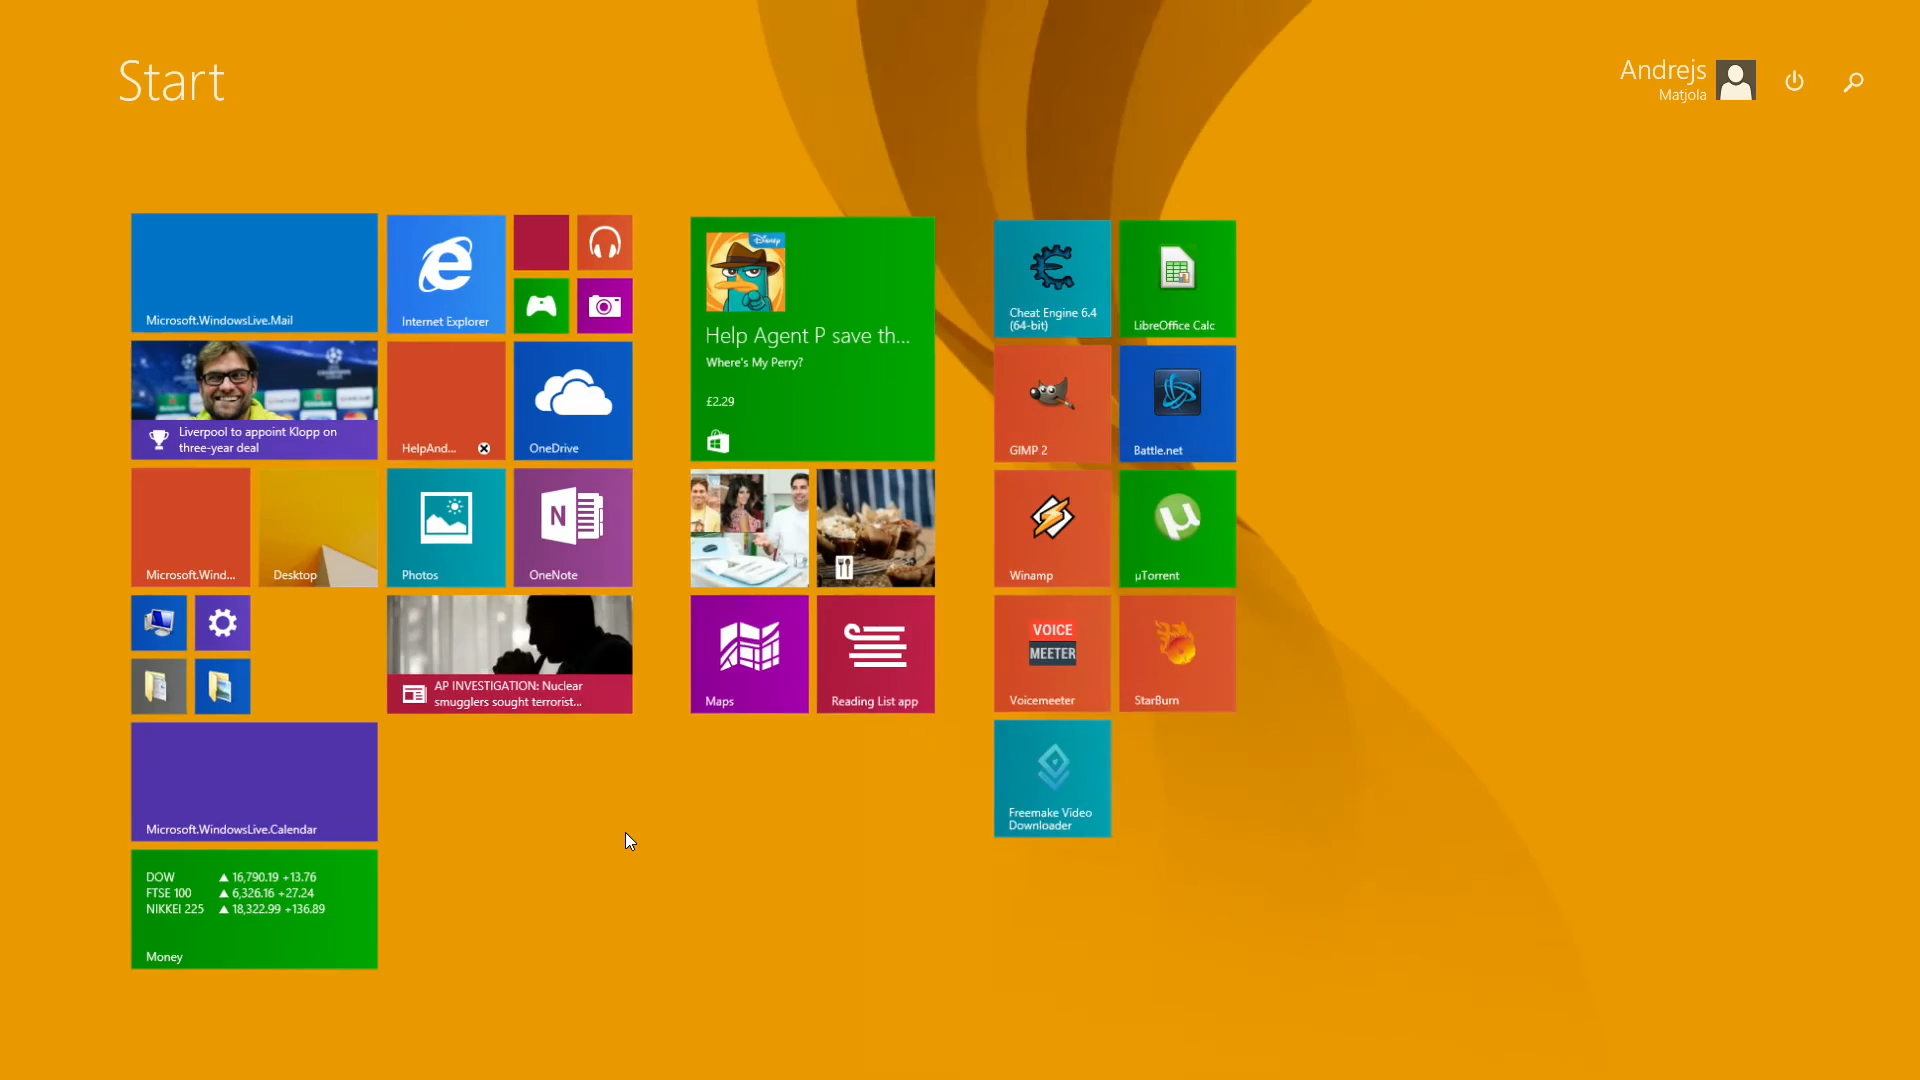 Start
Andrejs
Matjola
Microsoft.WindowsLive.Mail
Internet Explorer
Liverpool to appoint Klopp on
three-year deal
HelpAnd...
OneDrive
Microsoft.Wind...
Desktop
Photos
N
OneNote
AP INVESTIGATION: Nuclear
smugglers sought terrorist...
Microsoft.WindowsLive.Calendar
DOW ▲ 16,790.19 +13.76
FTSE 100 ▲ 6,326.16 +27.24
NIKKEI 225 ▲ 18,322.99 +136.89
Money
Disney
Help Agent P save th...
Where's My Perry?
£2.29
Maps
Reading List app
Cheat Engine 6.4
(64-bit)
LibreOffice Calc
GIMP 2
Battle.net
Winamp
µTorrent
VOICE
MEETER
Voicemeeter
StarBurn
Freemake Video
Downloader